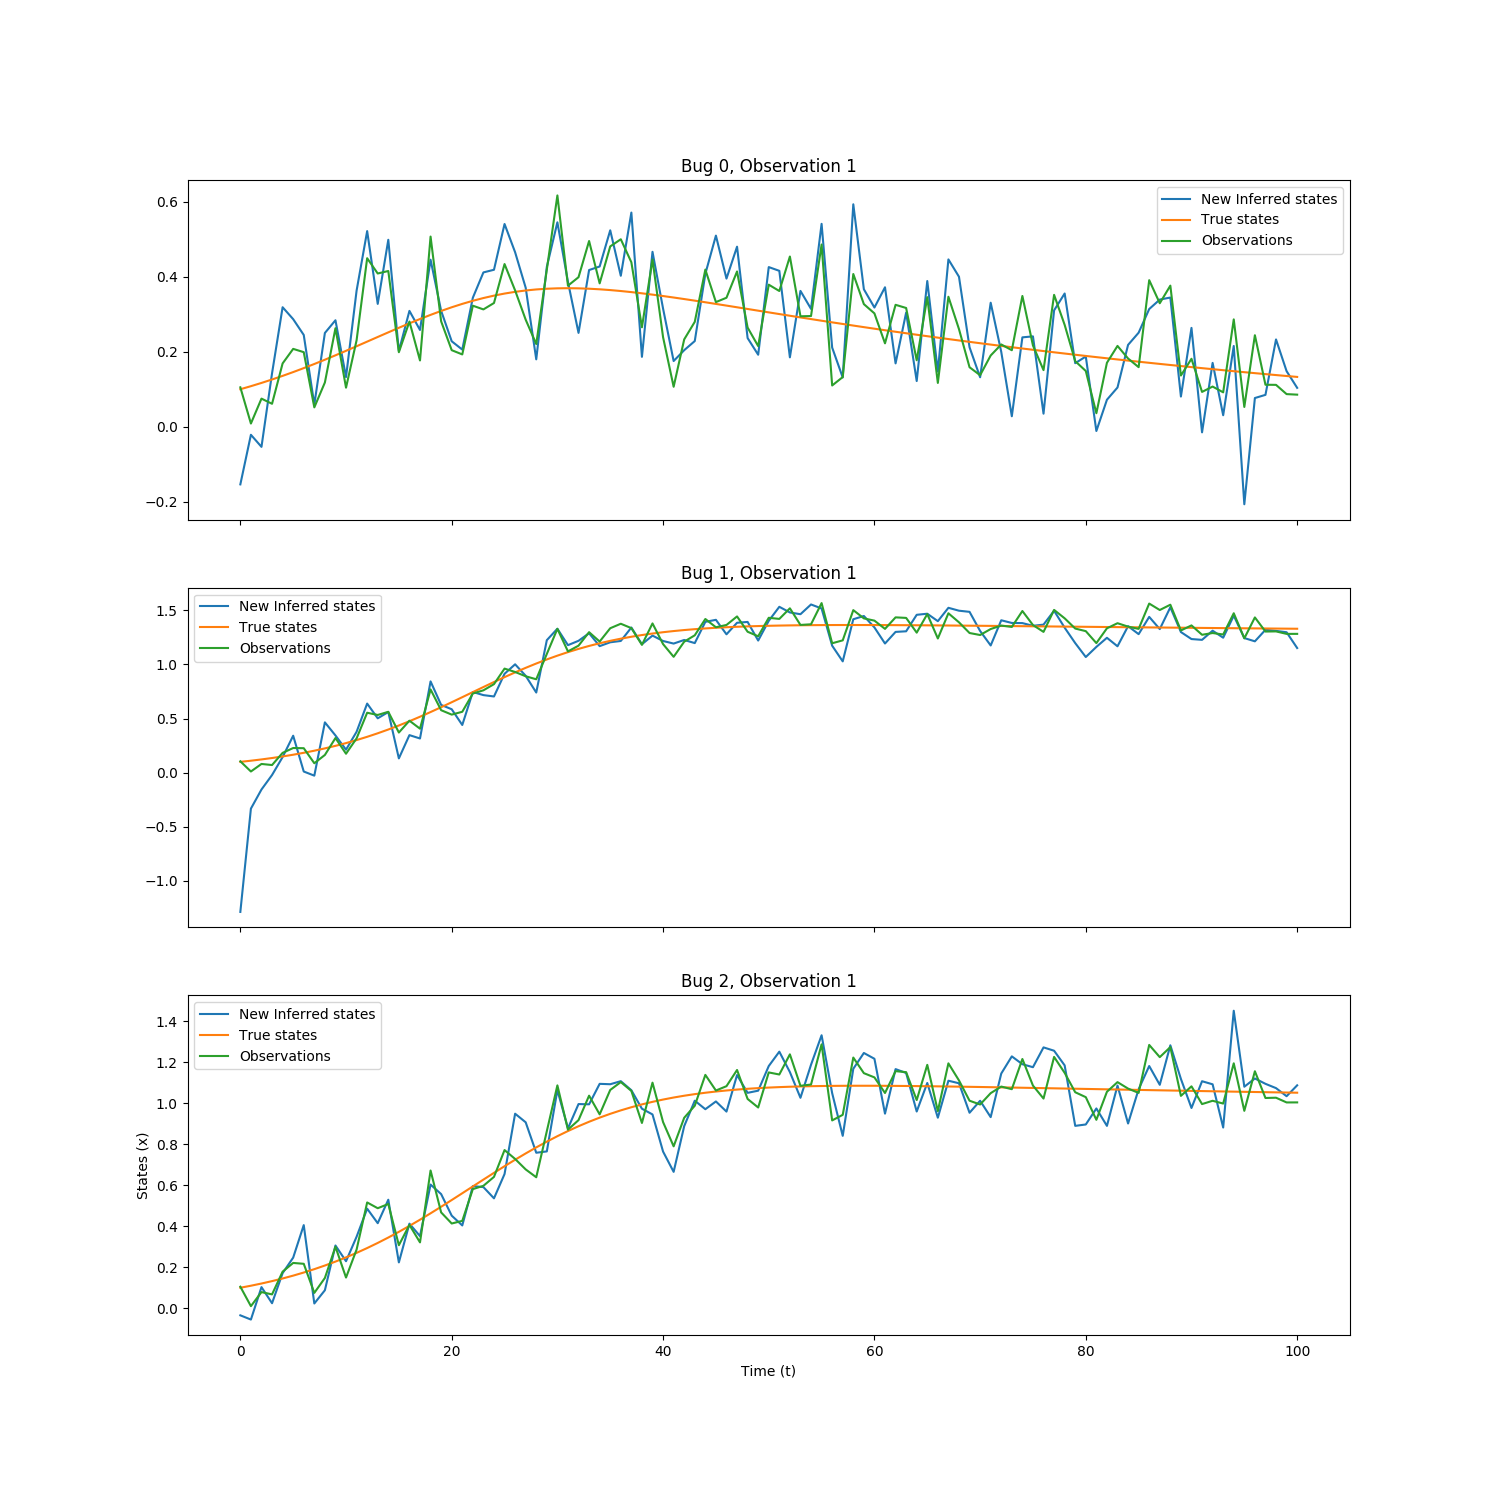 Bug 0, Observation 1
0.6
0.4
0.2
0.0
−0.2
New Inferred states
True states
Observations
Bug 1, Observation 1
1.5
1.0
0.5
0.0
−0.5
−1.0
New Inferred states
True states
Observations
Bug 2, Observation 1
1.4
1.2
1.0
0.8
0.6
0.4
0.2
0.0
New Inferred states
True states
Observations
States (x)
0 20 40 60 80 100
Time (t)